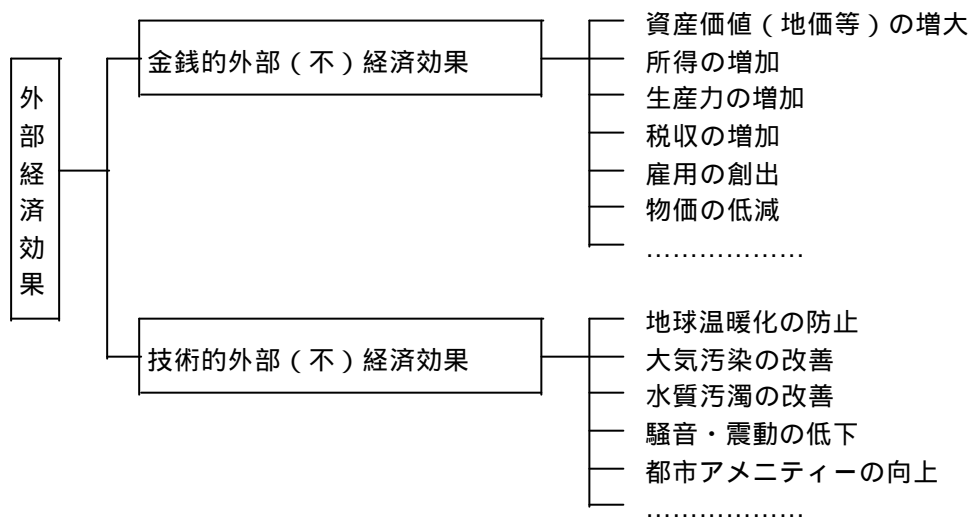 外部経済効果
金銭的外部(不)経済効果
資産価値(地価等)の増大
所得の増加
生産力の増加
税収の増加
雇用の創出
物価の低減
………………
技術的外部(不)経済効果
地球温暖化の防止
大気汚染の改善
水質汚濁の改善
騒音・震動の低下
都市アメニティーの向上
………………